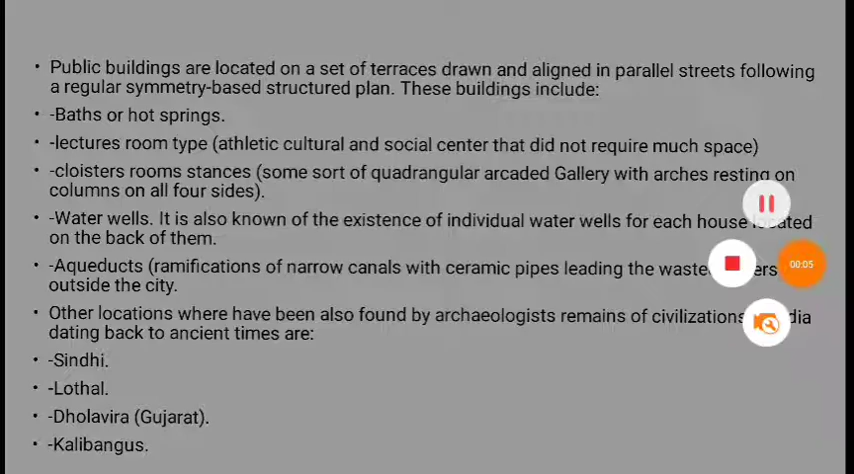 • Public buildings are located on a set of terraces drawn and aligned in parallel streets following
a regular symmetry-based structured plan. These buildings include:
• -Baths or hot springs.
• -lectures room type (athletic cultural and social center that did not require much space)
• -cloisters rooms stances (some sort of quadrangular arcaded Gallery with arches resting on
columns on all four sides).
• -Water wells. It is also known of the existence of individual water wells for each house
on the back of them.
• -Aqueducts (ramifications of narrow canals with ceramic pipes leading the waste
00:05
outside the city.
• Other locations where have been also found by archaeologists remains of civilizations
dating back to ancient times are:
• -Sindhi.
• -Lothal.
• -Dholavira (Gujarat).
• -Kalibangus.